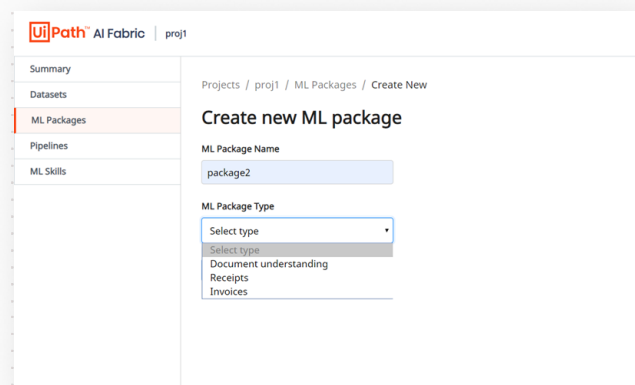 UiPath™ AI Fabric | proj1
Summary
Datasets
ML Packages
Pipelines
ML Skills
Projects / proj1 / ML Packages / Create New
Create new ML package
ML Package Name
package2
ML Package Type
Select type
Select type
Document understanding
Receipts
Invoices